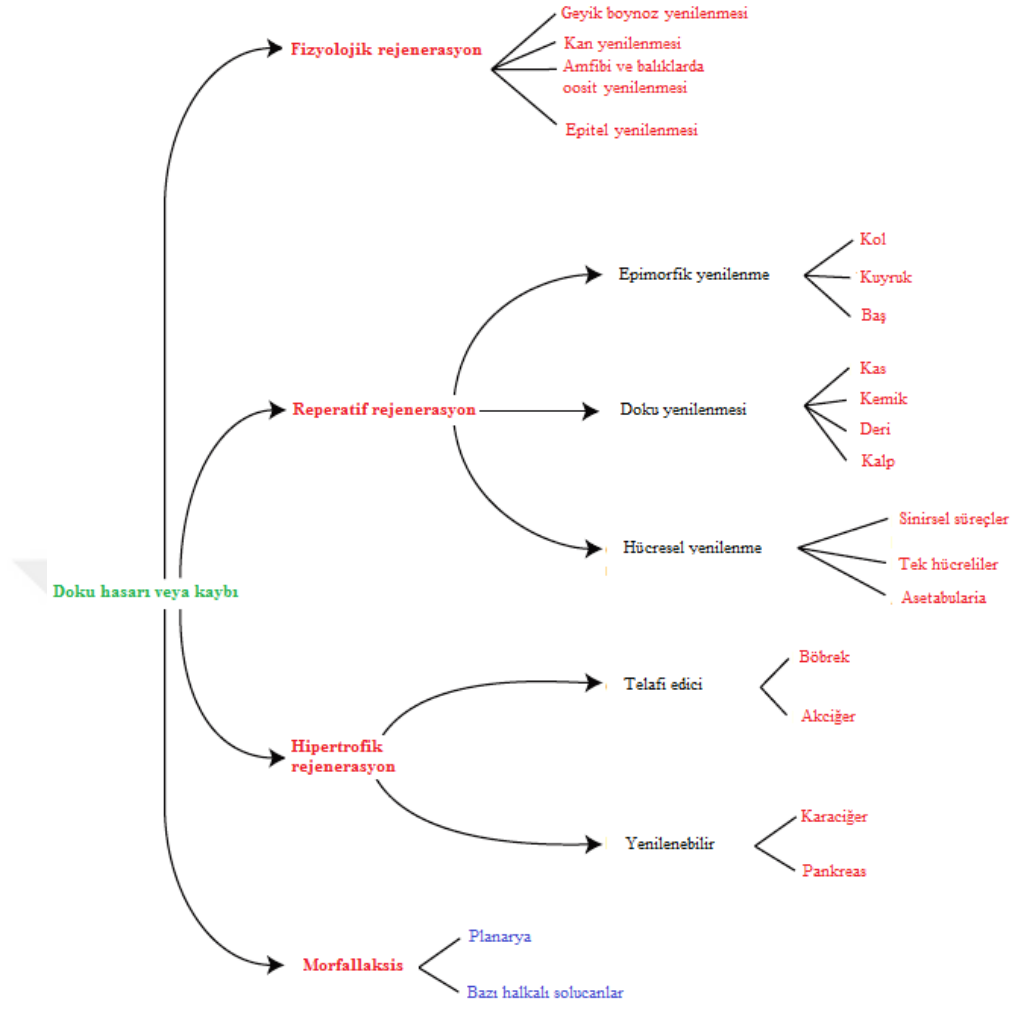 Geyik boynoz yenilenmesi
Fizyolojik rejenerasyon
Kan yenilenmesi
Amfibi ve balıklarda
oosit yenilenmesi
Epitel yenilenmesi
Kol
Epimorfik yenilenme
Kuyruk
Baş
Kas
Kemik
Reperatif rejenerasyon
Doku yenilenmesi
Deri
Kalp
Sinirsel süreçler
Hücresel yenilenme
Tek hücreliler
Asetabularia
Doku hasarı veya kaybı
Böbrek
Telafi edici
Akciğer
Hipertrofik
rejenerasyon
Karaciğer
Yenilenebilir
Pankreas
Planarya
Morfallaksis
Bazı halkalı solucanlar